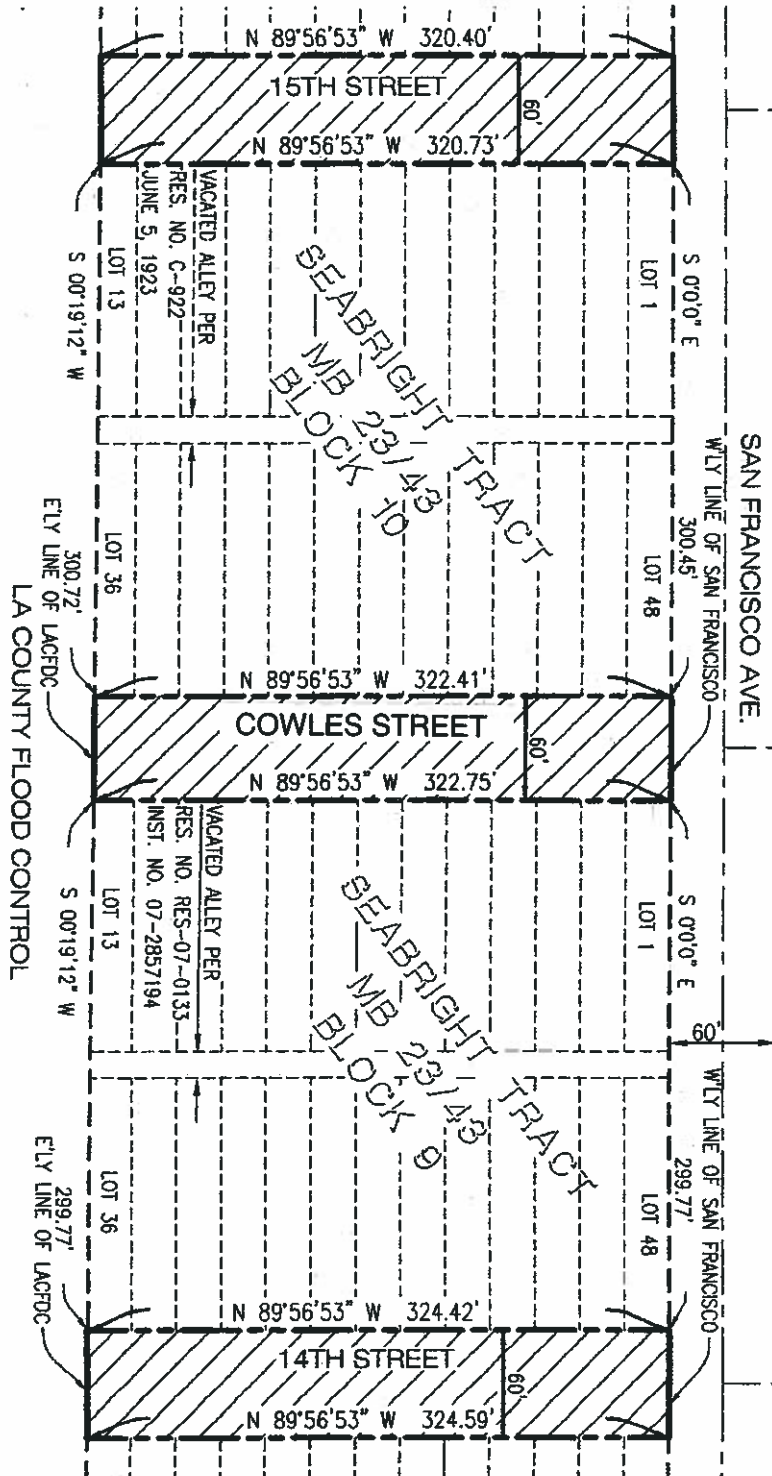 N 89°56'53" W 320.40'
15TH STREET
60'
N 89°56'53" W 320.73'
VACATED ALLEY PER
RES. NO. C-922
JUNE 5, 1923
LOT 13
S 00°19'12" W
LOT 1
S 0'0'0" E
SEABRIGHT TRACT
MB 23/43
BLOCK 10
SAN FRANCISCO AVE.
W'LY LINE OF SAN FRANCISCO
300.45'
LOT 48
LOT 36
300.72'
E'LY LINE OF LACFDC
LA COUNTY FLOOD CONTROL
N 89°56'53" W 322.41'
COWLES STREET
60'
N 89°56'53" W 322.75'
VACATED ALLEY PER
RES. NO. RES-07-0133
INST. NO. 07-2857194
LOT 13
S 00°19'12" W
LOT 1
S 0'0'0" E
60'
SEABRIGHT TRACT
MB 23/43
BLOCK 9
W'LY LINE OF SAN FRANCISCO
299.77'
LOT 48
LOT 36
299.77'
E'LY LINE OF LACFDC
N 89°56'53" W 324.42'
14TH STREET
60'
N 89°56'53" W 324.59'